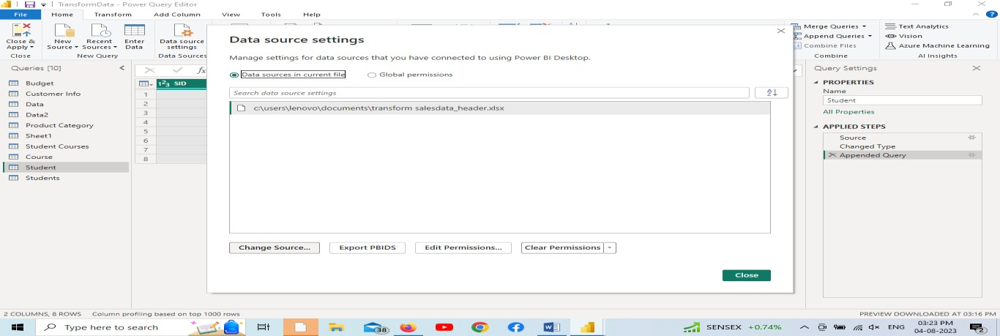 TransformData - Power Query Editor
File Home Transform Add Column View Tools Help
Close & Apply
New Source
Recent Sources
Enter Data
Data source settings
Merge Queries
Append Queries
Combine Files
Text Analytics
Vision
Azure Machine Learning
Close New Query Data Sources Combine AI Insights
Queries [10]
Budget
Customer Info
Data
Data2
Product Category
Sheet1
Student Courses
Course
Student
Students
fx
1²3 SID
1
2
3
4
5
6
7
8
Data source settings
Manage settings for data sources that you have connected to using Power BI Desktop.
Data sources in current file Global permissions
Search data source settings
c:\users\lenovo\documents\transform salesdata_header.xlsx
Change Source... Export PBIDS Edit Permissions... Clear Permissions
Close
Query Settings
PROPERTIES
Name
Student
All Properties
APPLIED STEPS
Source
Changed Type
Appended Query
2 COLUMNS, 8 ROWS Column profiling based on top 1000 rows PREVIEW DOWNLOADED AT 03:16 PM
Type here to search 38 SENSEX +0.74% ENG 03:23 PM
04-08-2023 2